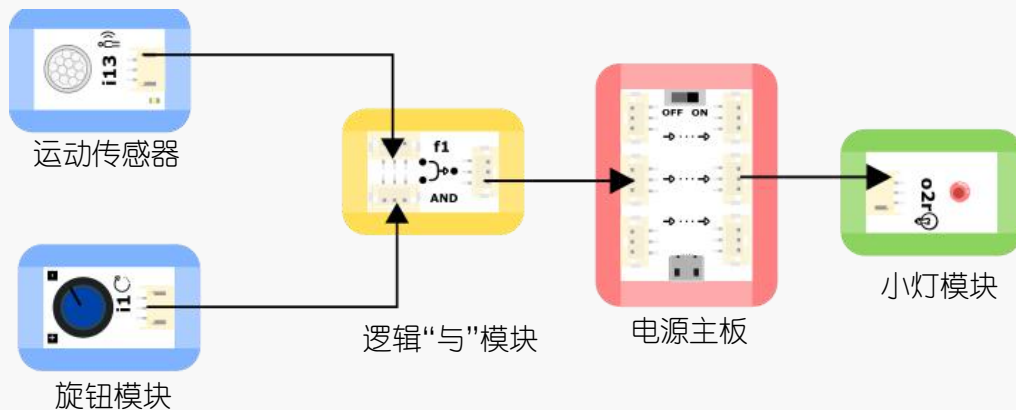 i13
运动传感器
i1
旋钮模块
f1
AND
逻辑“与”模块
OFF ON
电源主板
o2r
小灯模块